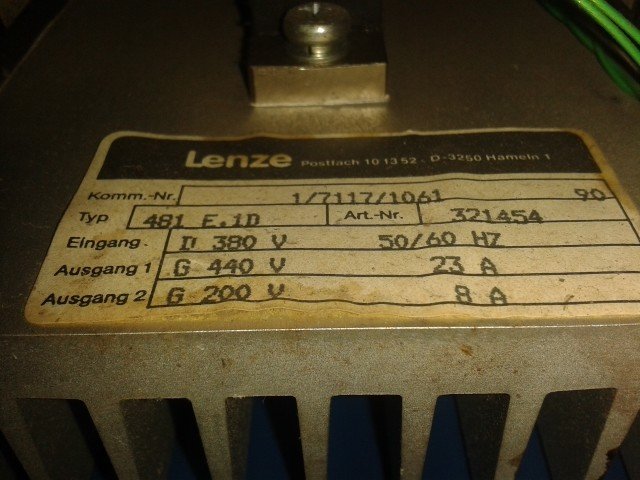 Lenze Postfach 10 13 52 · D-3250 Hameln 1
Komm.-Nr. 1/7117/1061 90
Typ 481 E.1D Art.-Nr. 321454
Eingang D 380 V 50/60 HZ
Ausgang 1 G 440 V 23 A
Ausgang 2 G 200 V 8 A